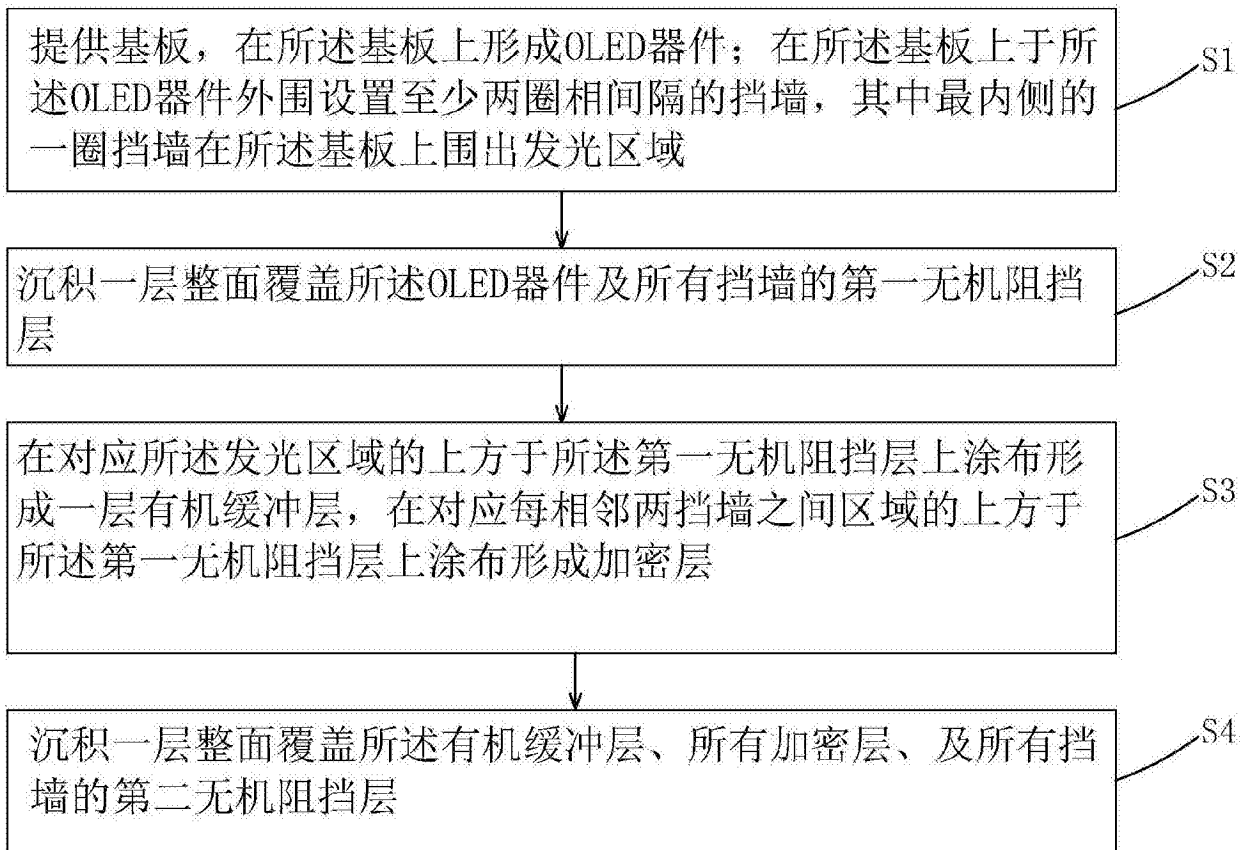 提供基板，在所述基板上形成OLED器件；在所述基板上于所
述OLED器件外围设置至少两圈相间隔的挡墙，其中最内侧的
一圈挡墙在所述基板上围出发光区域
S1
沉积一层整面覆盖所述OLED器件及所有挡墙的第一无机阻挡
层
S2
在对应所述发光区域的上方于所述第一无机阻挡层上涂布形
成一层有机缓冲层，在对应每相邻两挡墙之间区域的上方于
所述第一无机阻挡层上涂布形成加密层
S3
沉积一层整面覆盖所述有机缓冲层、所有加密层、及所有挡
墙的第二无机阻挡层
S4